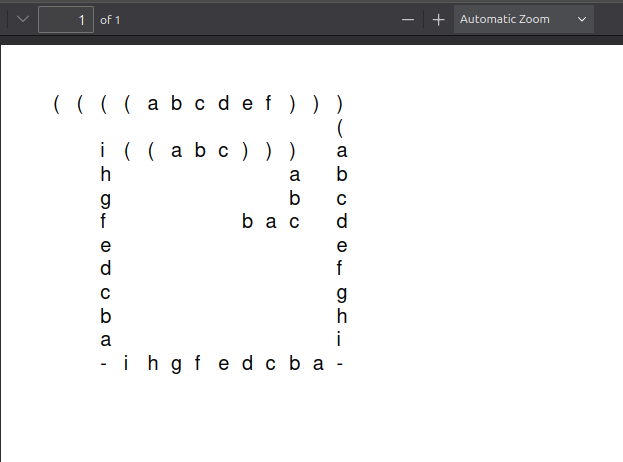 1 of 1 − + Automatic Zoom
( ( ( ( a b c d e f ) ) )
(
i ( ( a b c ) ) ) a
h a b
g b c
f b a c d
e e
d f
c g
b h
a i
- i h g f e d c b a -